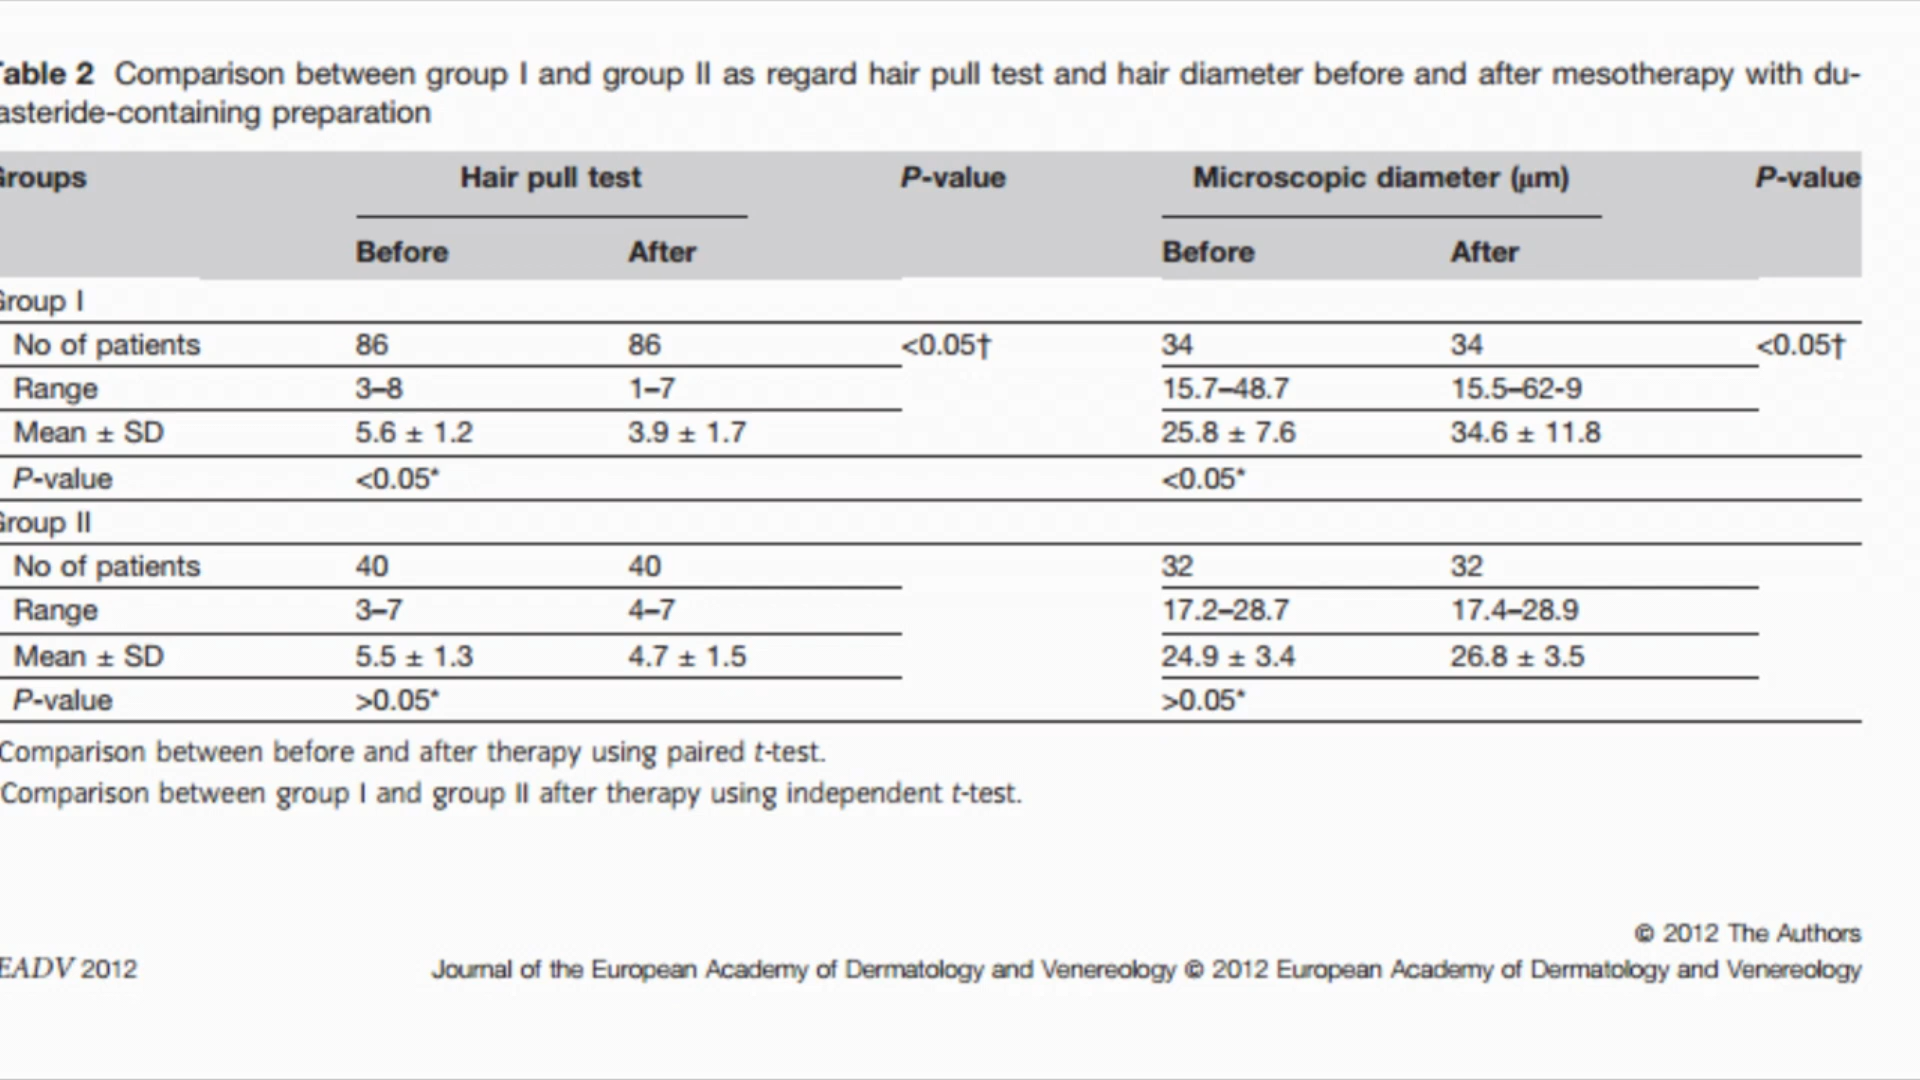 Table 2 Comparison between group I and group II as regard hair pull test and hair diameter before and after mesotherapy with du-
asteride-containing preparation
Groups Hair pull test P-value Microscopic diameter (μm) P-value
Before After Before After
Group I
No of patients 86 86 <0.05† 34 34 <0.05†
Range 3–8 1–7 15.7–48.7 15.5–62-9
Mean ± SD 5.6 ± 1.2 3.9 ± 1.7 25.8 ± 7.6 34.6 ± 11.8
P-value <0.05* <0.05*
Group II
No of patients 40 40 32 32
Range 3–7 4–7 17.2–28.7 17.4–28.9
Mean ± SD 5.5 ± 1.3 4.7 ± 1.5 24.9 ± 3.4 26.8 ± 3.5
P-value >0.05* >0.05*
Comparison between before and after therapy using paired t-test.
Comparison between group I and group II after therapy using independent t-test.
© 2012 The Authors
EADV 2012 Journal of the European Academy of Dermatology and Venereology © 2012 European Academy of Dermatology and Venereology